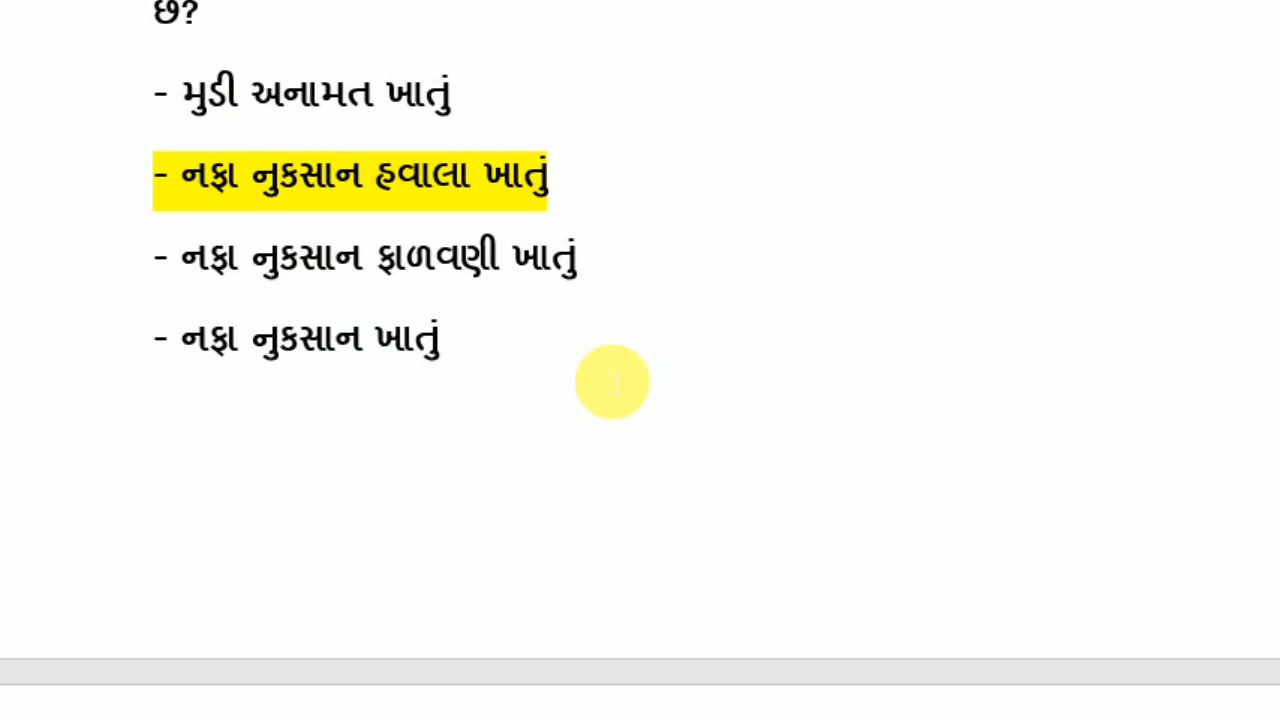 છે?
- મુડી અનામત ખાતું
- નફા નુકસાન હવાલા ખાતું
- નફા નુકસાન ફાળવણી ખાતું
- નફા નુકસાન ખાતું